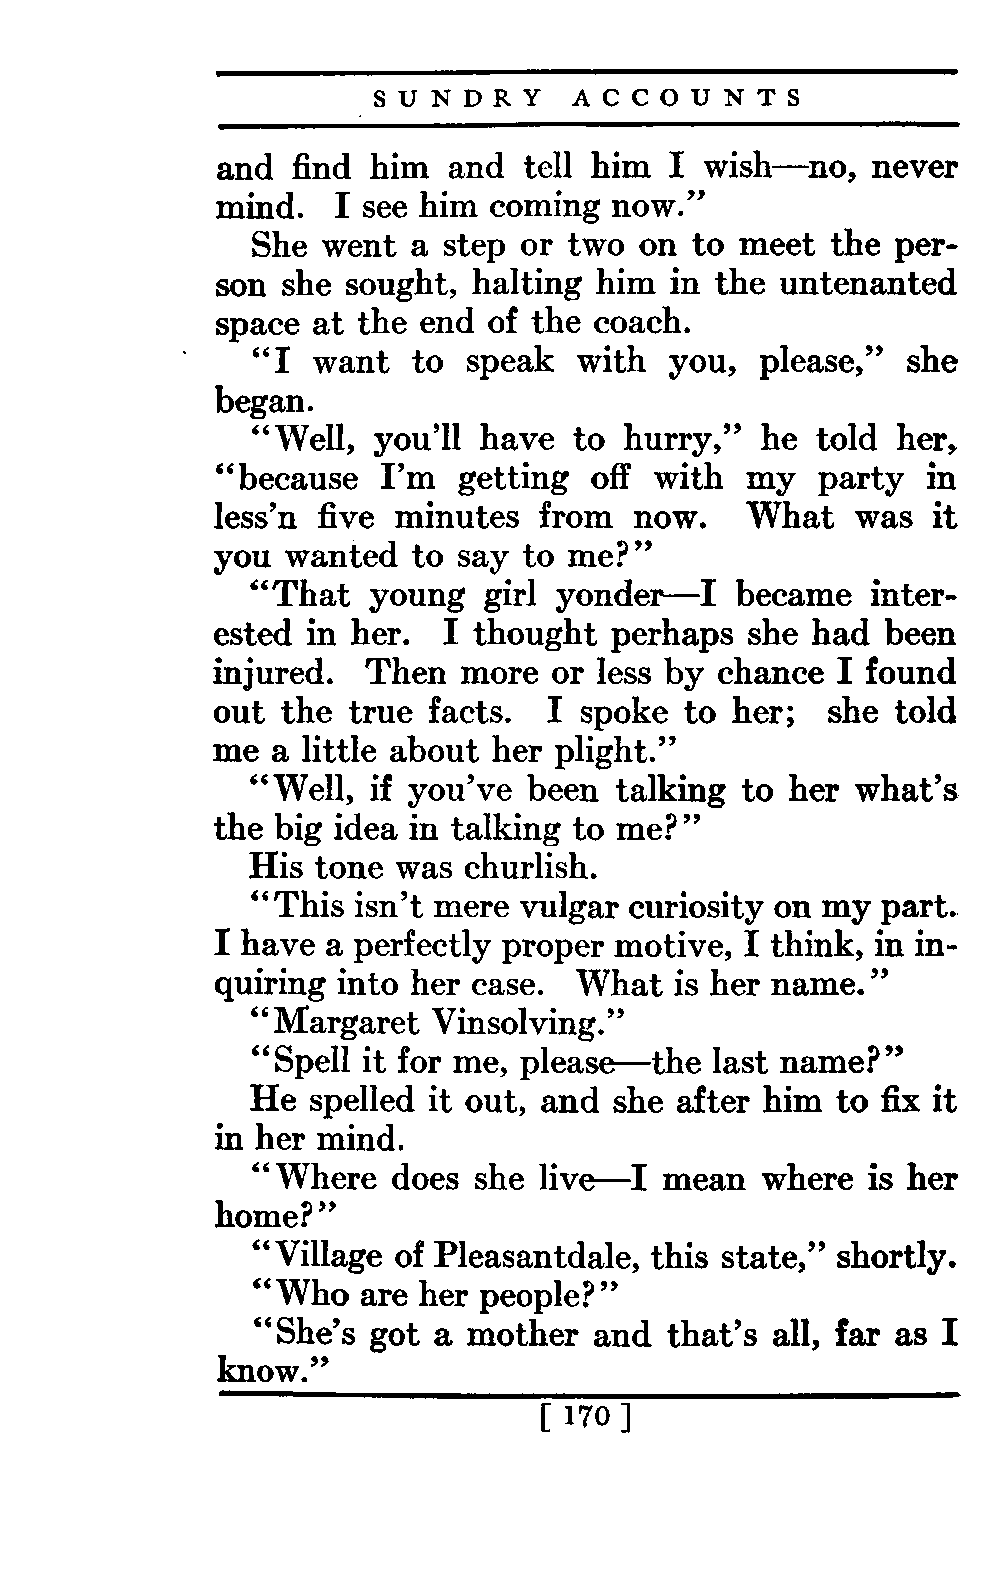 SUNDRY ACCOUNTS
and find him and tell him I wish—no, never
mind. I see him coming now.”
She went a step or two on to meet the per-
son she sought, halting him in the untenanted
space at the end of the coach.
“I want to speak with you, please,” she
began.
“Well, you’ll have to hurry,” he told her,
“because I’m getting off with my party in
less’n five minutes from now. What was it
you wanted to say to me?”
“That young girl yonder—I became inter-
ested in her. I thought perhaps she had been
injured. Then more or less by chance I found
out the true facts. I spoke to her; she told
me a little about her plight.”
“Well, if you’ve been talking to her what’s
the big idea in talking to me?”
His tone was churlish.
“This isn’t mere vulgar curiosity on my part.
I have a perfectly proper motive, I think, in in-
quiring into her case. What is her name.”
“Margaret Vinsolving.”
“Spell it for me, please—the last name?”
He spelled it out, and she after him to fix it
in her mind.
“Where does she live—I mean where is her
home?”
“Village of Pleasantdale, this state,” shortly.
“Who are her people?”
“She’s got a mother and that’s all, far as I
know.”
[ 170 ]